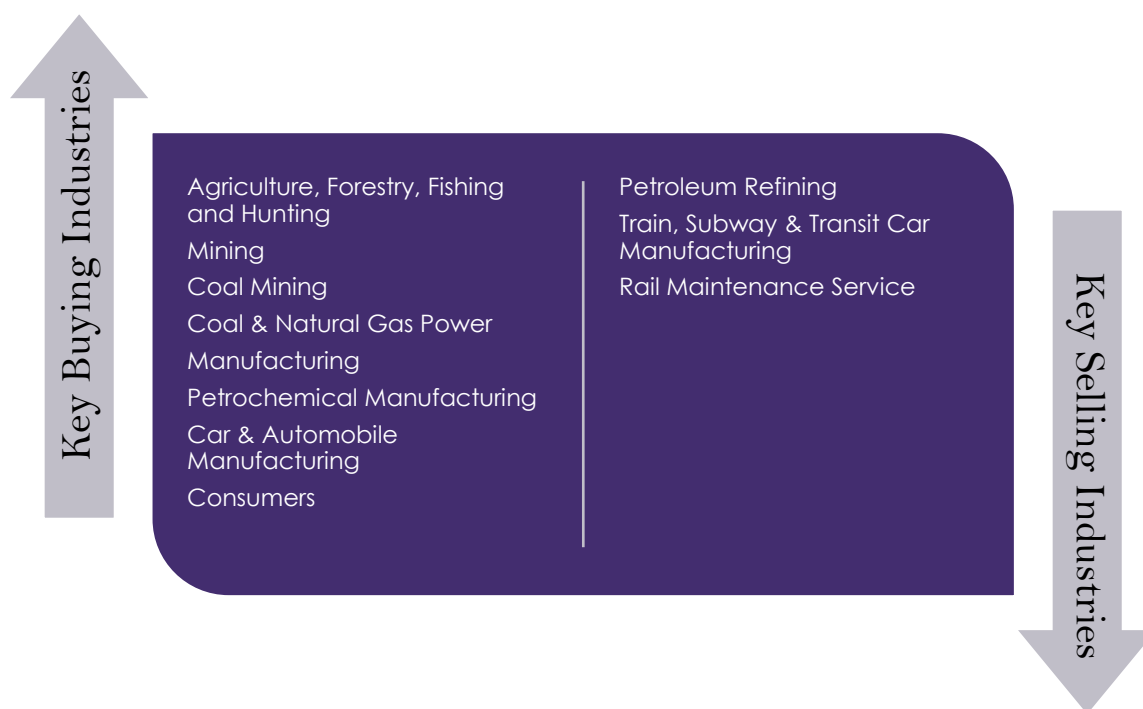 Key Buying Industries
Agriculture, Forestry, Fishing
and Hunting
Mining
Coal Mining
Coal & Natural Gas Power
Manufacturing
Petrochemical Manufacturing
Car & Automobile
Manufacturing
Consumers
Petroleum Refining
Train, Subway & Transit Car
Manufacturing
Rail Maintenance Service
Key Selling Industries